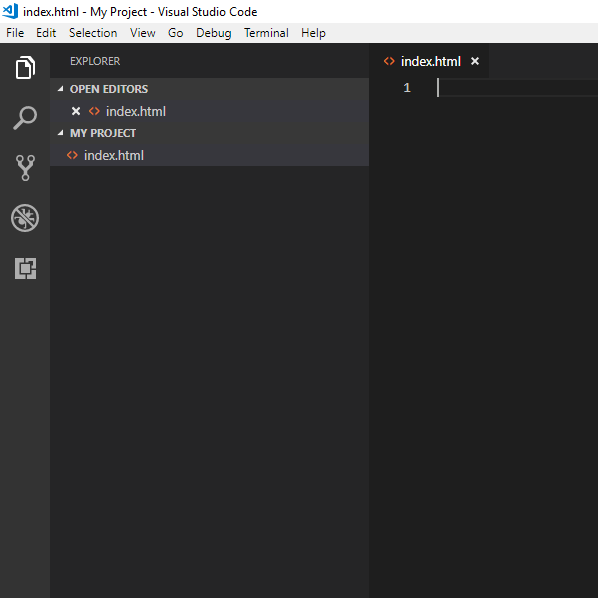 index.html - My Project - Visual Studio Code
File Edit Selection View Go Debug Terminal Help
EXPLORER
OPEN EDITORS
index.html
MY PROJECT
index.html
index.html
1